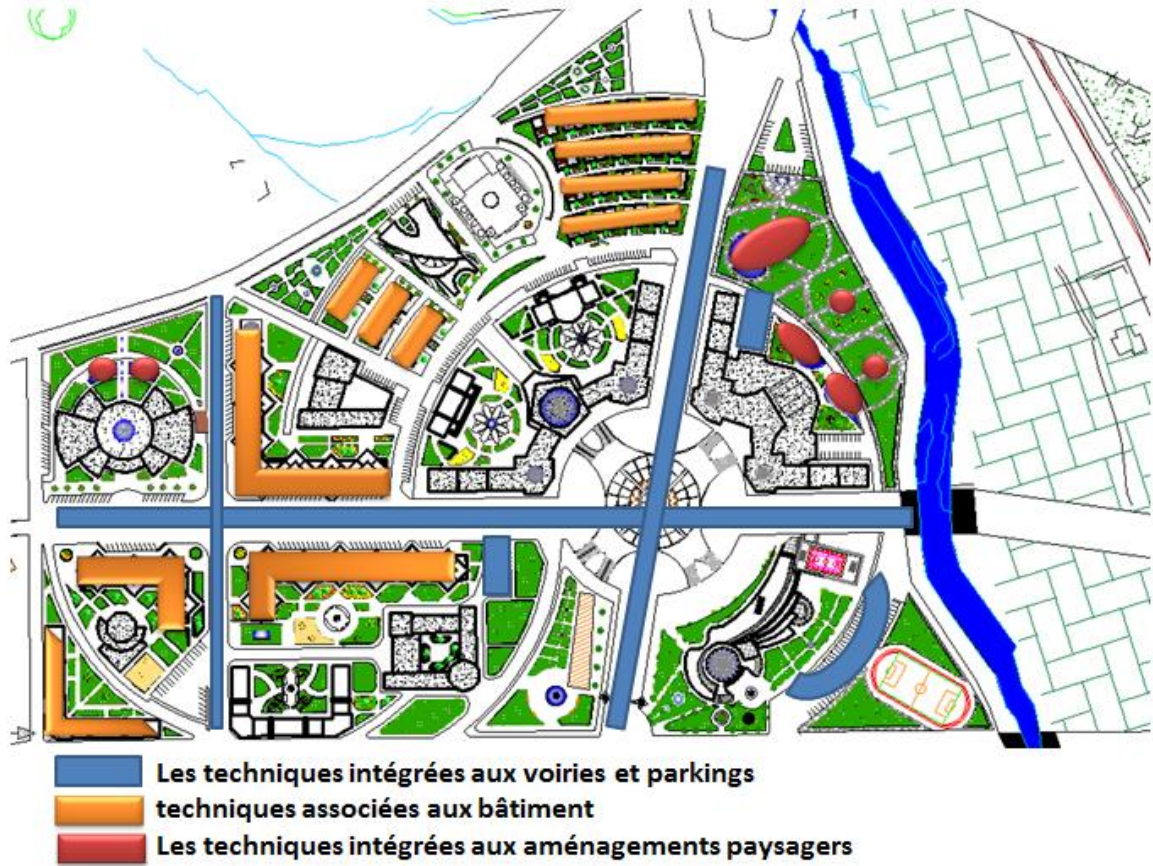 Les techniques intégrées aux voiries et parkings
techniques associées aux bâtiment
Les techniques intégrées aux aménagements paysagers